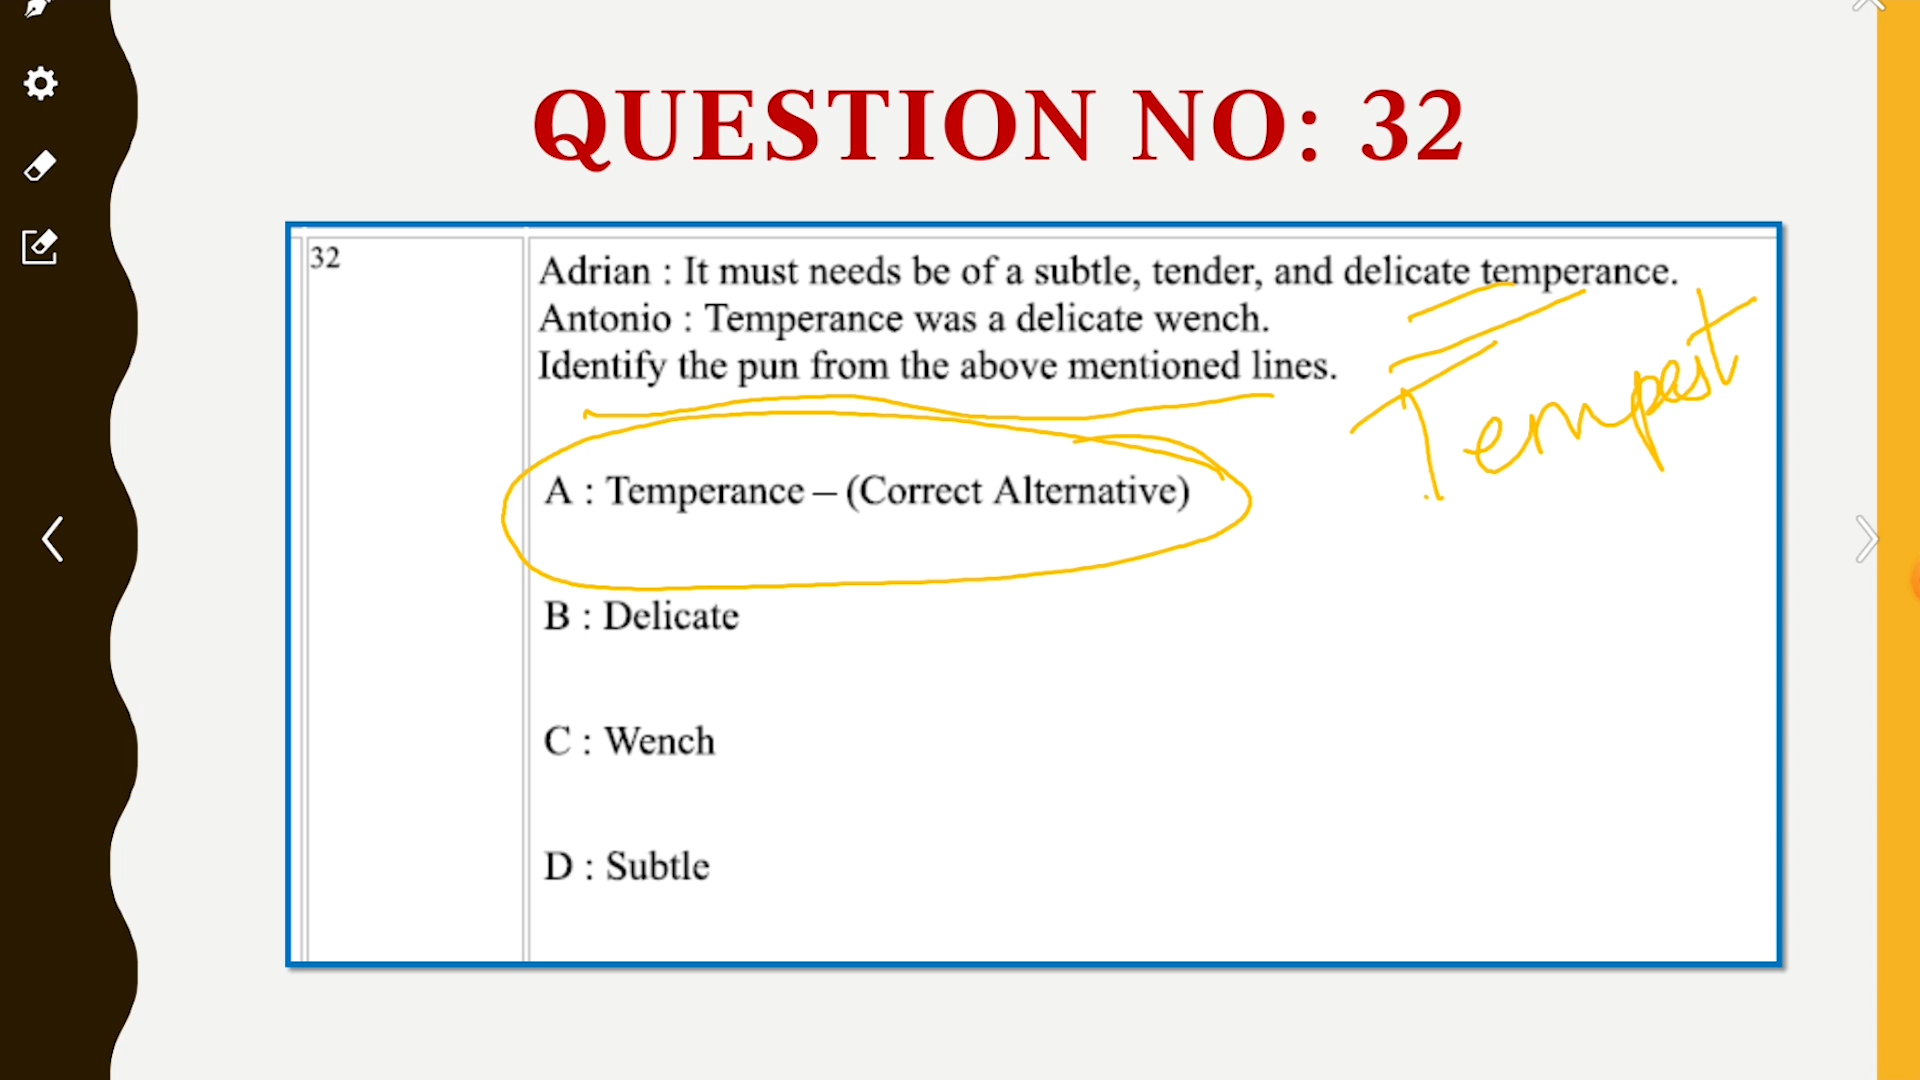 QUESTION NO: 32
32
Adrian : It must needs be of a subtle, tender, and delicate temperance.
Antonio : Temperance was a delicate wench.
Identify the pun from the above mentioned lines.
Tempest
A : Temperance – (Correct Alternative)
B : Delicate
C : Wench
D : Subtle